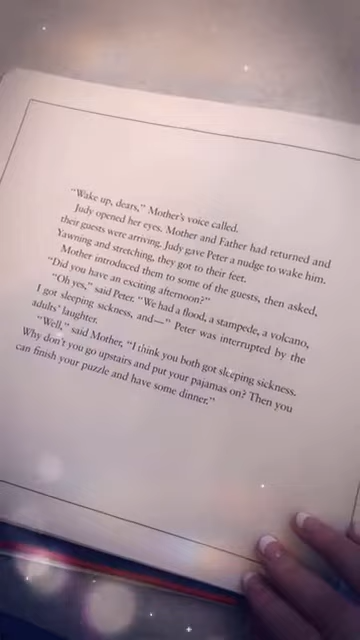 "Wake up, dears," Mother's voice called.
Judy opened her eyes. Mother and Father had returned and
their guests were arriving. Judy gave Peter a nudge to wake him.
Yawning and stretching, they got to their feet.
Mother introduced them to some of the guests, then asked,
"Did you have an exciting afternoon?"
"Oh yes," said Peter. "We had a flood, a stampede, a volcano,
I got sleeping sickness, and—" Peter was interrupted by the
adults' laughter.
"Well," said Mother, "I think you both got sleeping sickness.
Why don't you go upstairs and put your pajamas on? Then you
can finish your puzzle and have some dinner."